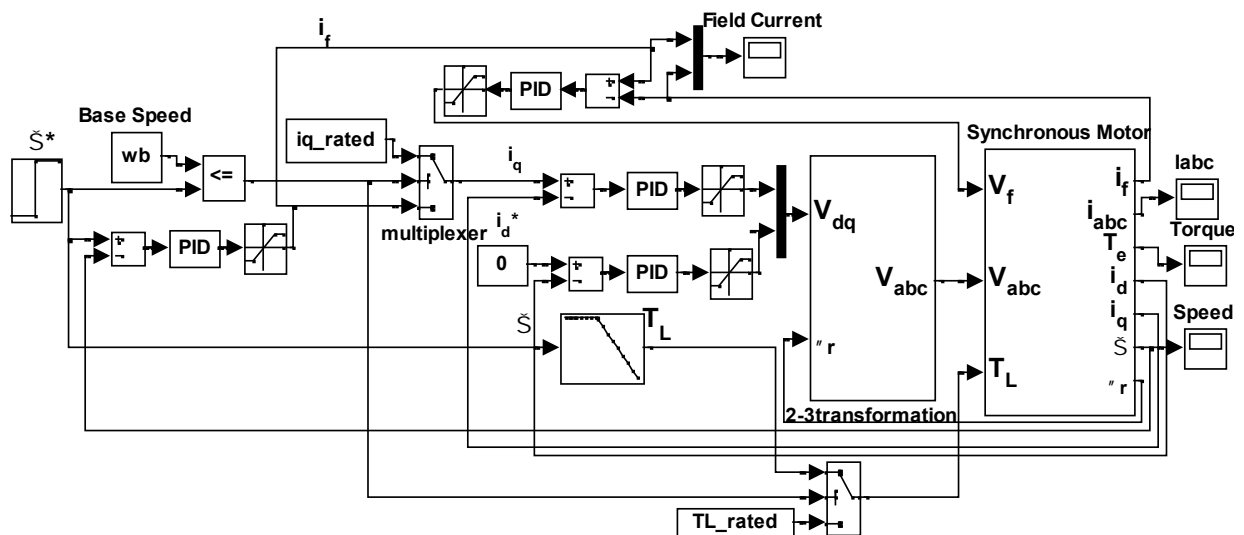 Field Current
i_f
PID
+
−
Base Speed
Š*
wb
<=
iq_rated
i_q
multiplexer
+
−
PID
+
−
PID
i_d*
0
+
−
PID
V_dq
V_abc
"r
2-3transformation
Š
T_L
Synchronous Motor
V_f
V_abc
T_L
i_f
i_abc
T_e
i_d
i_q
Š
"r
Iabc
Torque
Speed
TL_rated